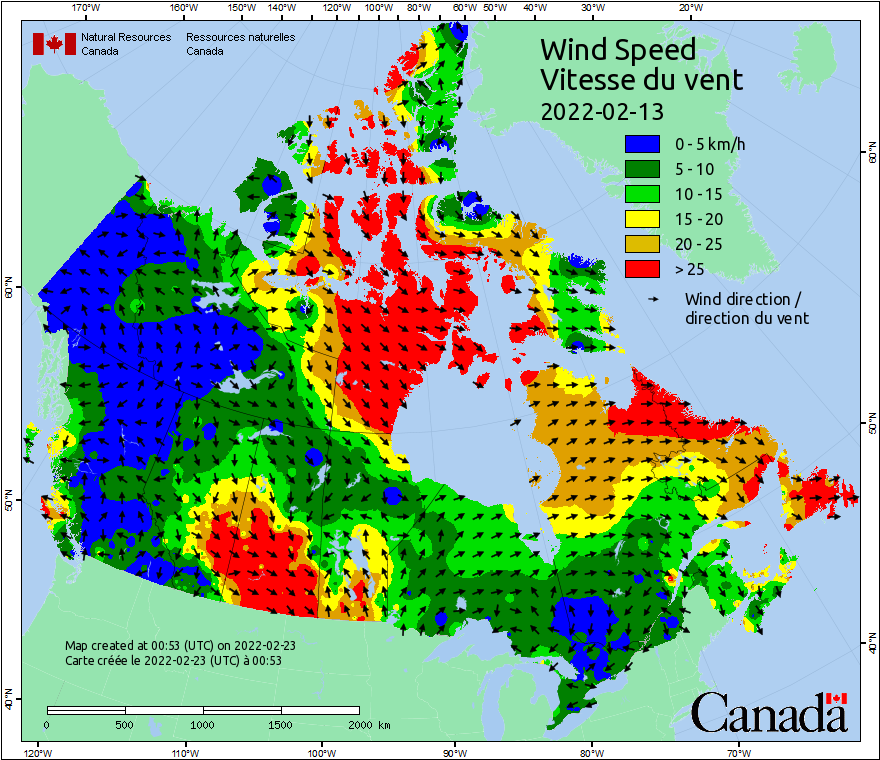 170°W 160°W 150°W 140°W 120°W 100°W 80°W 60°W 50°W 40°W 30°W 20°W
Natural Resources Ressources naturelles
Canada Canada
Wind Speed
Vitesse du vent
2022-02-13
0 - 5 km/h
5 - 10
10 - 15
15 - 20
20 - 25
> 25
Wind direction /
direction du vent
60°N
60°N
50°N
50°N
40°N
40°N
Map created at 00:53 (UTC) on 2022-02-23
Carte créée le 2022-02-23 (UTC) à 00:53
0 500 1000 1500 2000 km
Canada
120°W 110°W 100°W 90°W 80°W 70°W